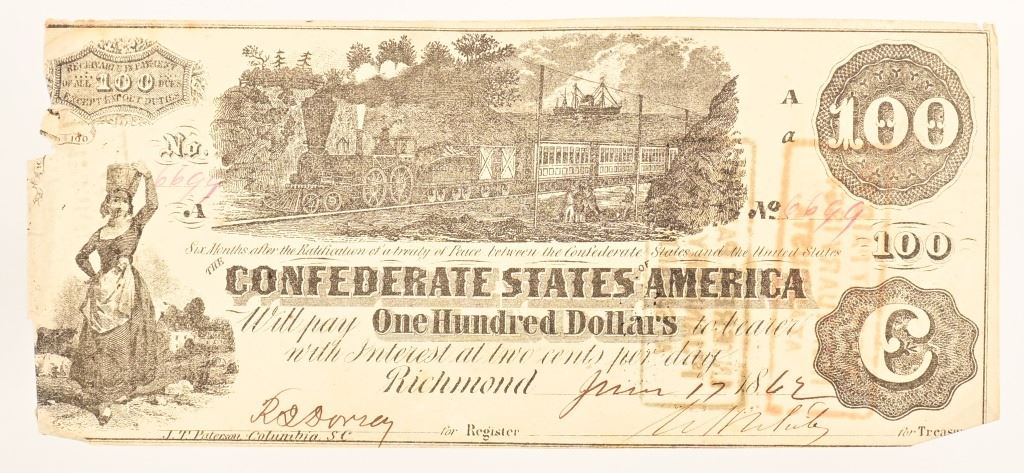 RECEIVABLE IN PAYMENT
OF ALL 100 DUES
EXCEPT EXPORT DUTIES
No. 6699
A
A
a
100
No 6699
100
Six Months after the Ratification of a treaty of Peace between the Confederate States and the United States
THE CONFEDERATE STATES OF AMERICA
Will pay One Hundred Dollars to bearer
with Interest at two cents per day
Richmond June 17 1862
C
for Register
for Treas
J.T. Paterson, Columbia, S.C.